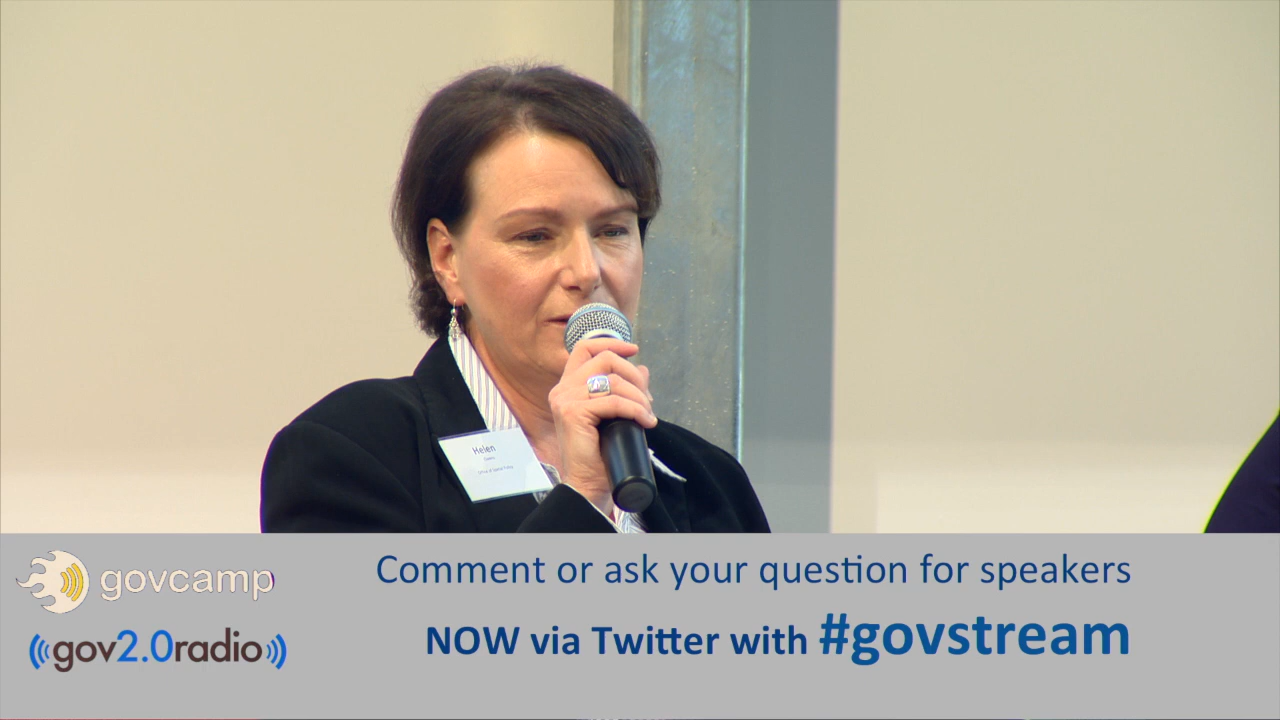 Helen
govcamp
gov2.0radio
Comment or ask your question for speakers
NOW via Twitter with #govstream